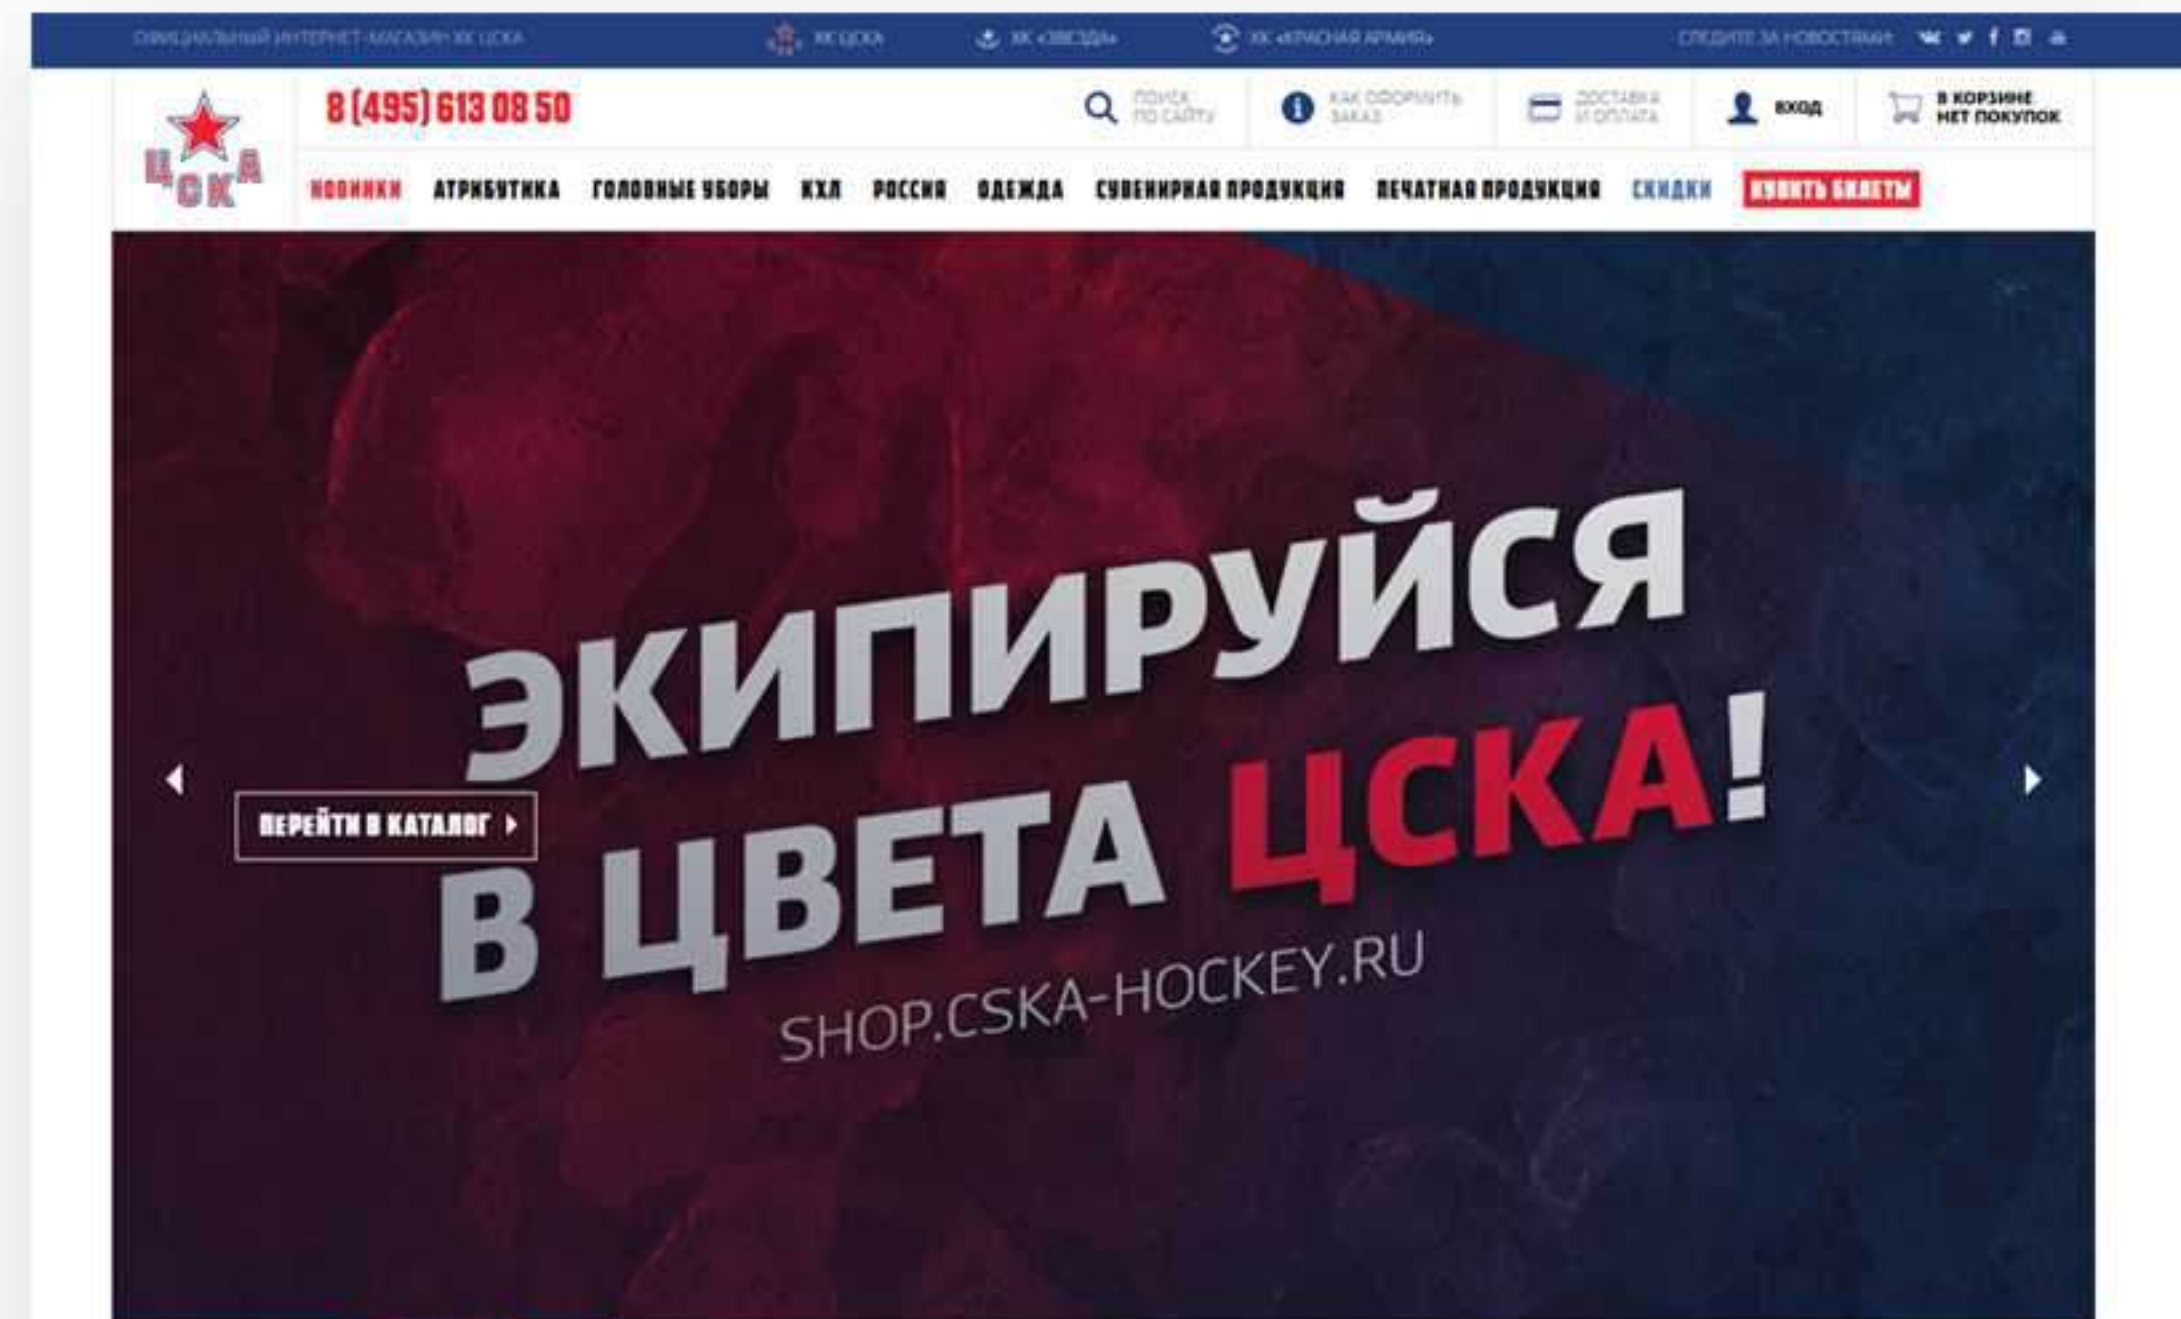 ОФИЦИАЛЬНЫЙ ИНТЕРНЕТ-МАГАЗИН ХК ЦСКА
ХК ЦСКА
ХК «ЗВЕЗДА»
ХК «КРАСНАЯ АРМИЯ»
СЛЕДИТЕ ЗА НОВОСТЯМИ:
ЦСКА
8 (495) 613 08 50
ПОИСК
ПО САЙТУ
КАК ОФОРМИТЬ
ЗАКАЗ
ДОСТАВКА
И ОПЛАТА
ВХОД
В КОРЗИНЕ
НЕТ ПОКУПОК
НОВИНКИ АТРИБУТИКА ГОЛОВНЫЕ УБОРЫ КХЛ РОССИЯ ОДЕЖДА СУВЕНИРНАЯ ПРОДУКЦИЯ ПЕЧАТНАЯ ПРОДУКЦИЯ СКИДКИ КУПИТЬ БИЛЕТЫ
ЭКИПИРУЙСЯ
В ЦВЕТА ЦСКА!
ПЕРЕЙТИ В КАТАЛОГ
SHOP.CSKA-HOCKEY.RU